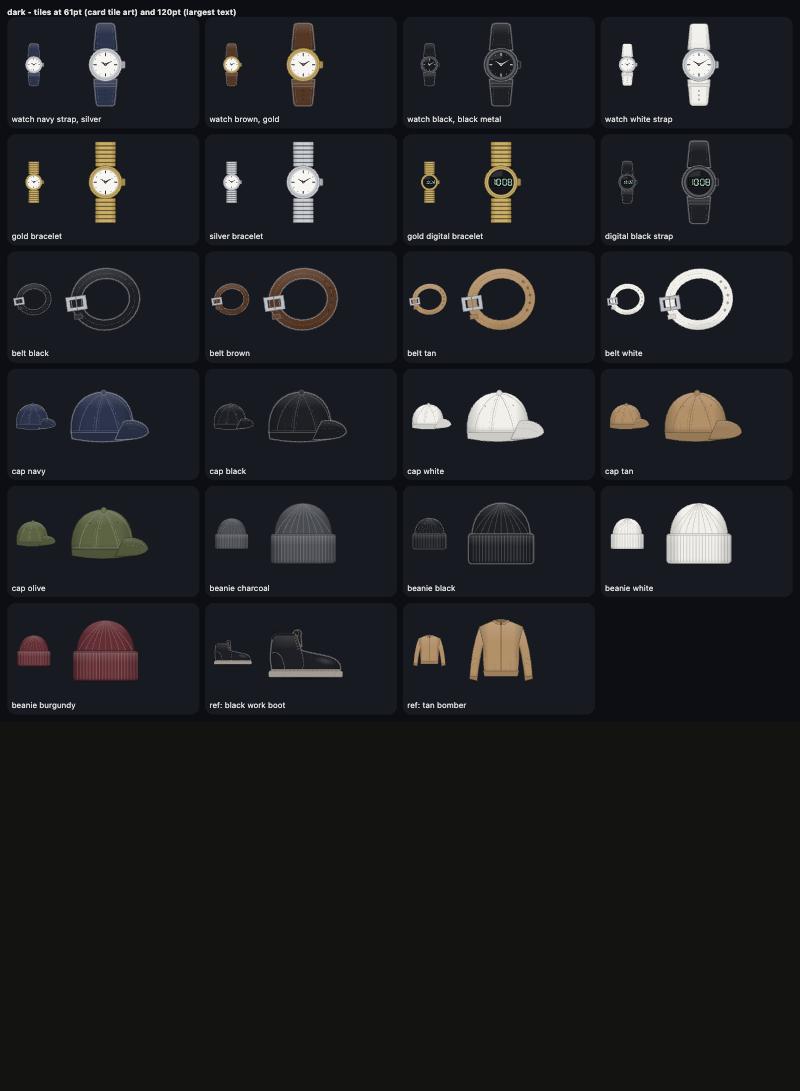 dark - tiles at 61pt (card tile art) and 120pt (largest text)
watch navy strap, silver
watch brown, gold
watch black, black metal
watch white strap
gold bracelet
silver bracelet
gold digital bracelet
10:08
digital black strap
10:08
belt black
belt brown
belt tan
belt white
cap navy
cap black
cap white
cap tan
cap olive
beanie charcoal
beanie black
beanie white
beanie burgundy
ref: black work boot
ref: tan bomber